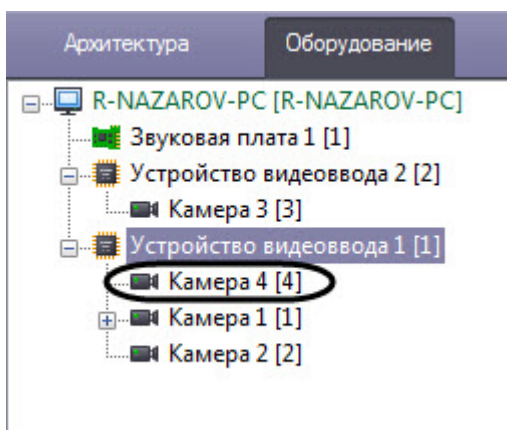 Архитектура Оборудование
R-NAZAROV-PC [R-NAZAROV-PC]
Звуковая плата 1 [1]
Устройство видеоввода 2 [2]
Камера 3 [3]
Устройство видеоввода 1 [1]
Камера 4 [4]
Камера 1 [1]
Камера 2 [2]